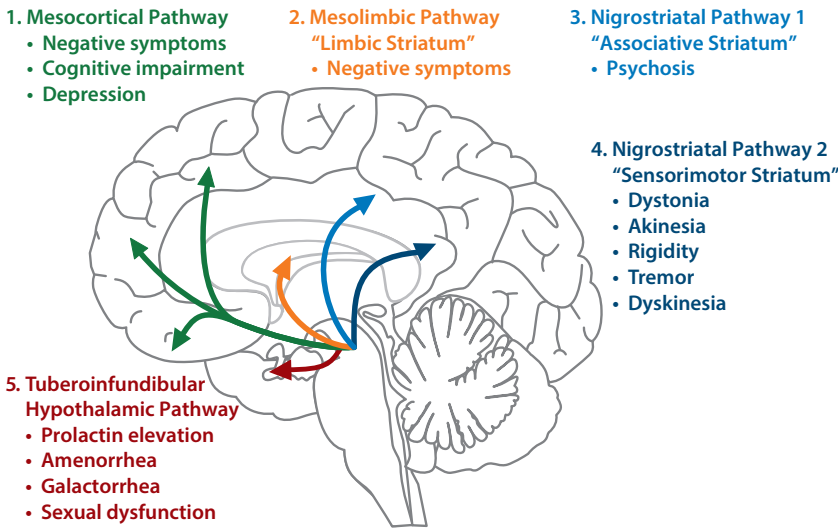 1. Mesocortical Pathway
• Negative symptoms
• Cognitive impairment
• Depression
2. Mesolimbic Pathway
“Limbic Striatum”
• Negative symptoms
3. Nigrostriatal Pathway 1
“Associative Striatum”
• Psychosis
4. Nigrostriatal Pathway 2
“Sensorimotor Striatum”
• Dystonia
• Akinesia
• Rigidity
• Tremor
• Dyskinesia
5. Tuberoinfundibular
Hypothalamic Pathway
• Prolactin elevation
• Amenorrhea
• Galactorrhea
• Sexual dysfunction